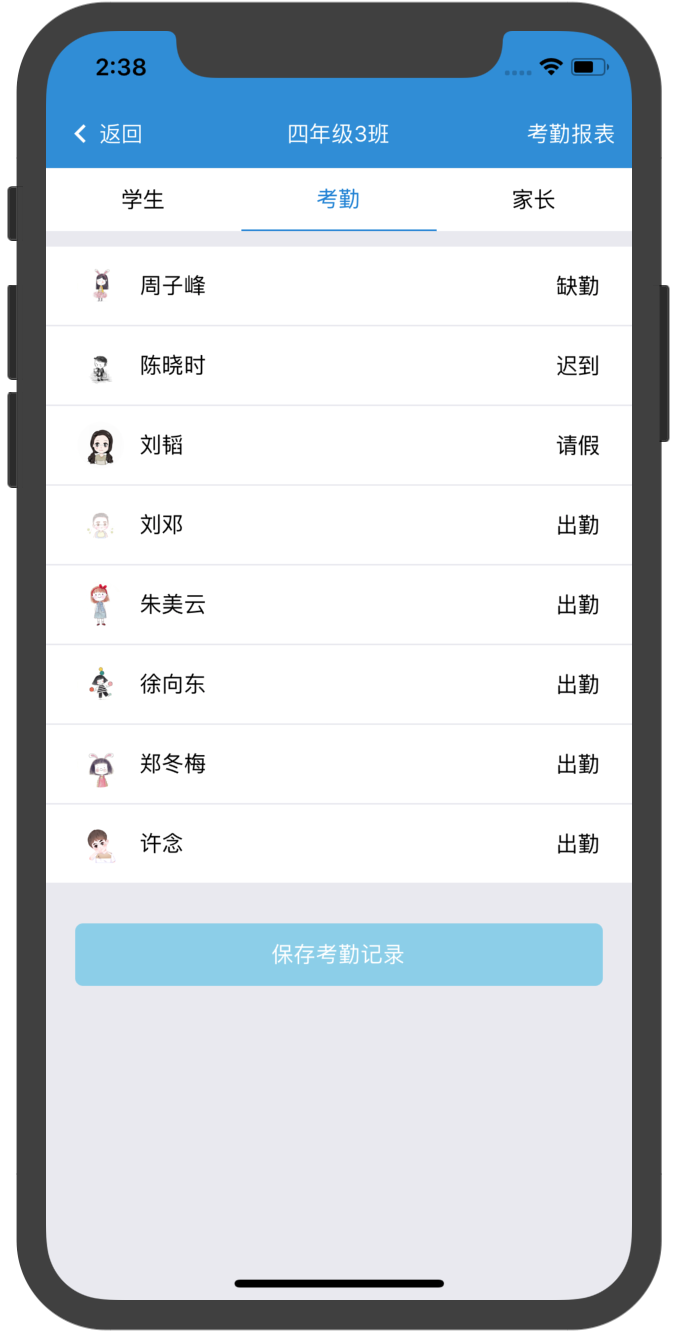 2:38
返回 四年级3班 考勤报表
学生 考勤 家长
周子峰 缺勤
陈晓时 迟到
刘韬 请假
刘邓 出勤
朱美云 出勤
徐向东 出勤
郑冬梅 出勤
许念 出勤
保存考勤记录